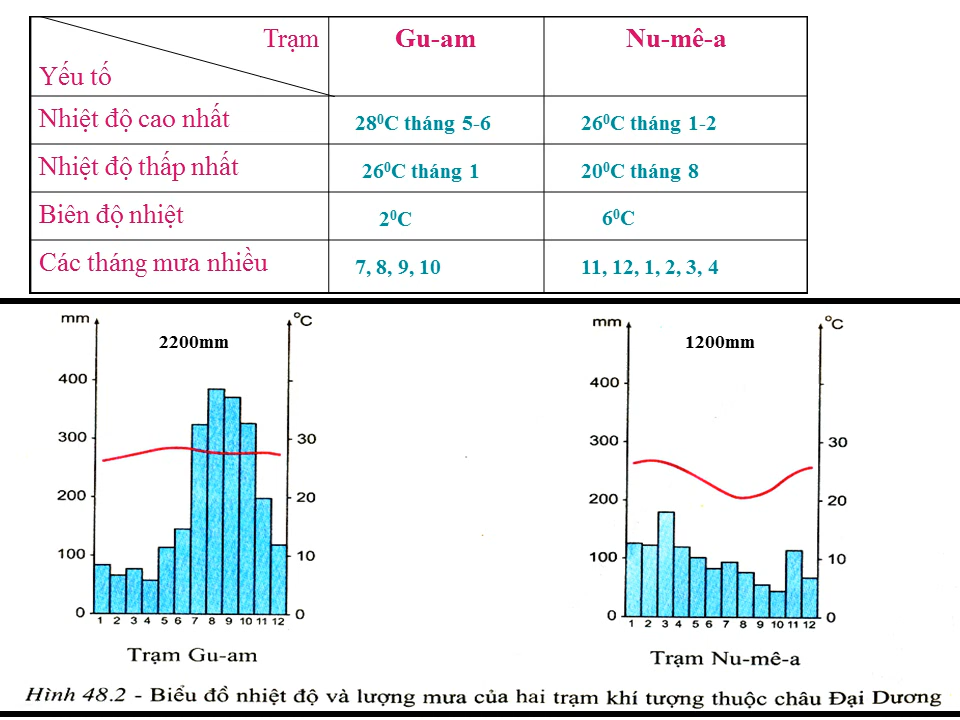 Trạm
Yếu tố
Gu-am
Nu-mê-a
Nhiệt độ cao nhất
28⁰C tháng 5-6
26⁰C tháng 1-2
Nhiệt độ thấp nhất
26⁰C tháng 1
20⁰C tháng 8
Biên độ nhiệt
2⁰C
6⁰C
Các tháng mưa nhiều
7, 8, 9, 10
11, 12, 1, 2, 3, 4
mm
°C
2200mm
400
300
200
100
0
30
20
10
0
1 2 3 4 5 6 7 8 9 10 11 12
Trạm Gu-am
mm
°C
1200mm
400
300
200
100
0
30
20
10
0
1 2 3 4 5 6 7 8 9 10 11 12
Trạm Nu-mê-a
Hình 48.2 - Biểu đồ nhiệt độ và lượng mưa của hai trạm khí tượng thuộc châu Đại Dương